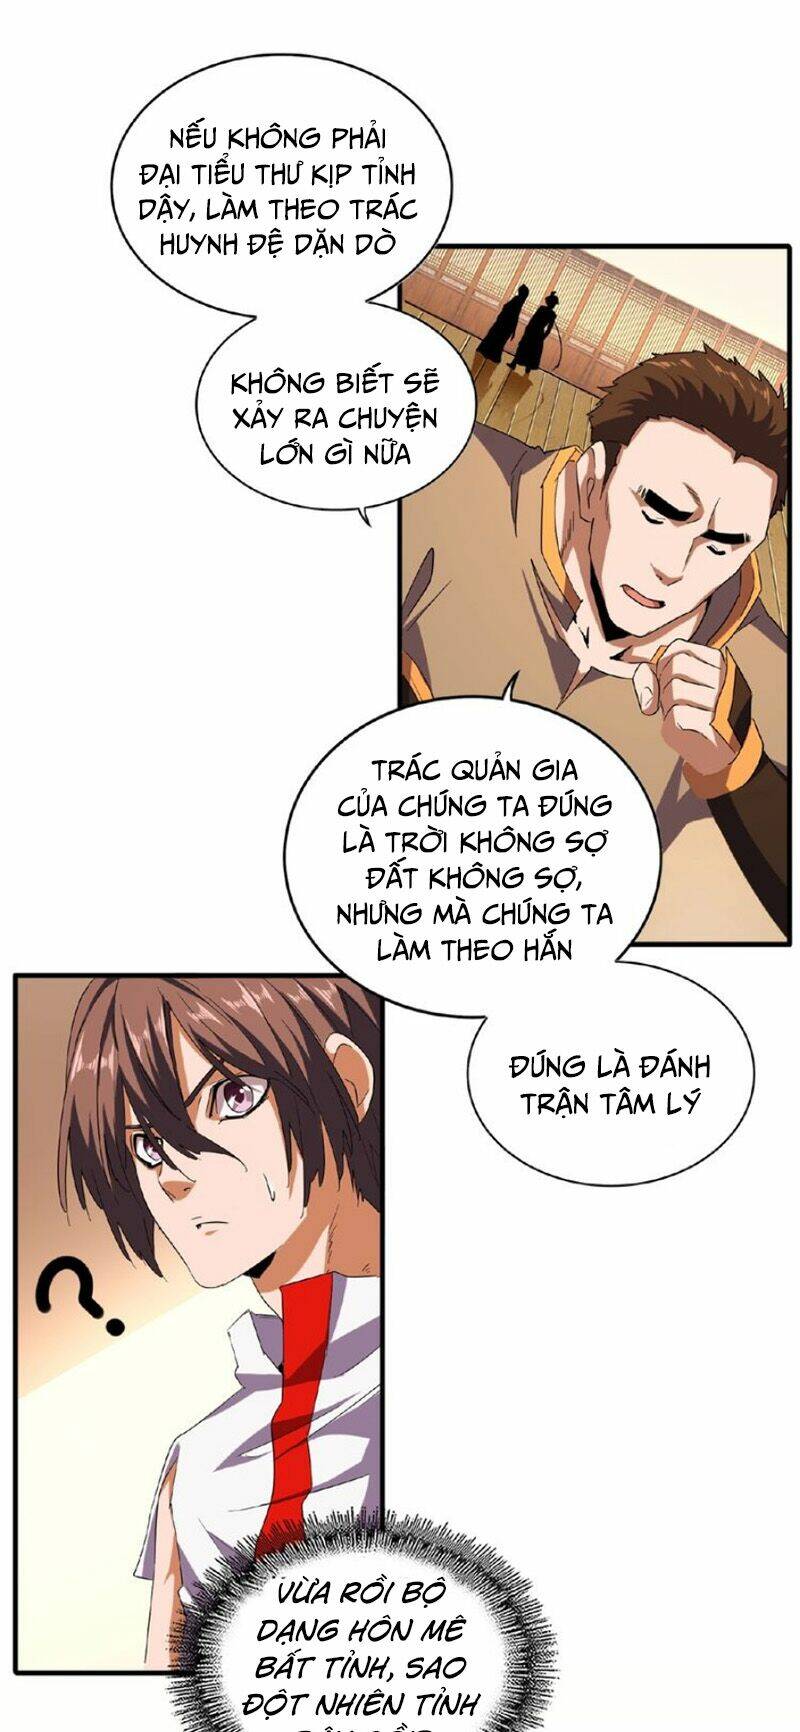 NẾU KHÔNG PHẢI
ĐẠI TIỂU THƯ KỊP TỈNH
DẬY, LÀM THEO TRÁC
HUYNH ĐỆ DẶN DÒ
KHÔNG BIẾT SẼ
XẢY RA CHUYỆN
LỚN GÌ NỮA
TRÁC QUẢN GIA
CỦA CHÚNG TA ĐÚNG
LÀ TRỜI KHÔNG SỢ
ĐẤT KHÔNG SỢ,
NHƯNG MÀ CHÚNG TA
LÀM THEO HẮN
ĐÚNG LÀ ĐÁNH
TRẬN TÂM LÝ
?
VỪA RỒI BỘ
DẠNG HÔN MÊ
BẤT TỈNH, SAO
ĐỘT NHIÊN TỈNH